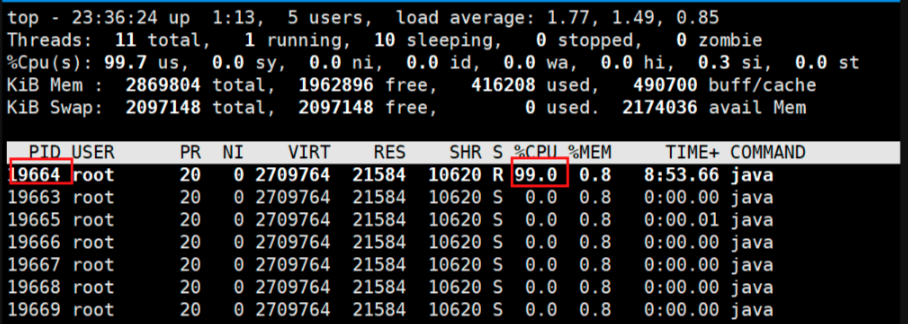 top - 23:36:24 up  1:13,  5 users,  load average: 1.77, 1.49, 0.85
Threads:  11 total,   1 running,  10 sleeping,   0 stopped,   0 zombie
%Cpu(s): 99.7 us,  0.0 sy,  0.0 ni,  0.0 id,  0.0 wa,  0.0 hi,  0.3 si,  0.0 st
KiB Mem :  2869804 total,  1962896 free,   416208 used,   490700 buff/cache
KiB Swap:  2097148 total,  2097148 free,        0 used.  2174036 avail Mem
PID USER      PR  NI    VIRT    RES    SHR S %CPU %MEM     TIME+ COMMAND
19664 root      20   0 2709764  21584  10620 R 99.0  0.8   8:53.66 java
19663 root      20   0 2709764  21584  10620 S  0.0  0.8   0:00.00 java
19665 root      20   0 2709764  21584  10620 S  0.0  0.8   0:00.01 java
19666 root      20   0 2709764  21584  10620 S  0.0  0.8   0:00.00 java
19667 root      20   0 2709764  21584  10620 S  0.0  0.8   0:00.00 java
19668 root      20   0 2709764  21584  10620 S  0.0  0.8   0:00.00 java
19669 root      20   0 2709764  21584  10620 S  0.0  0.8   0:00.00 java